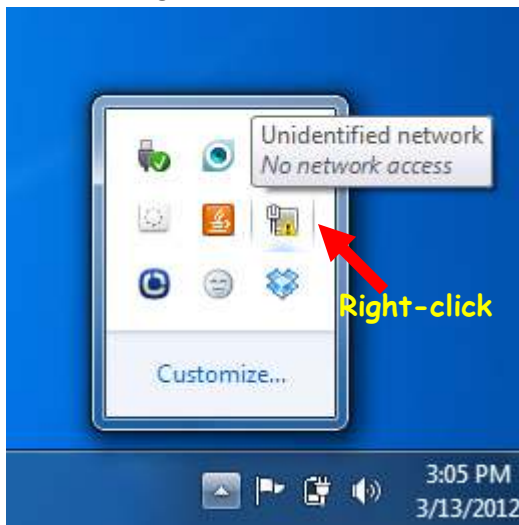 Unidentified network
No network access
Right-click
Customize...
3:05 PM
3/13/2012